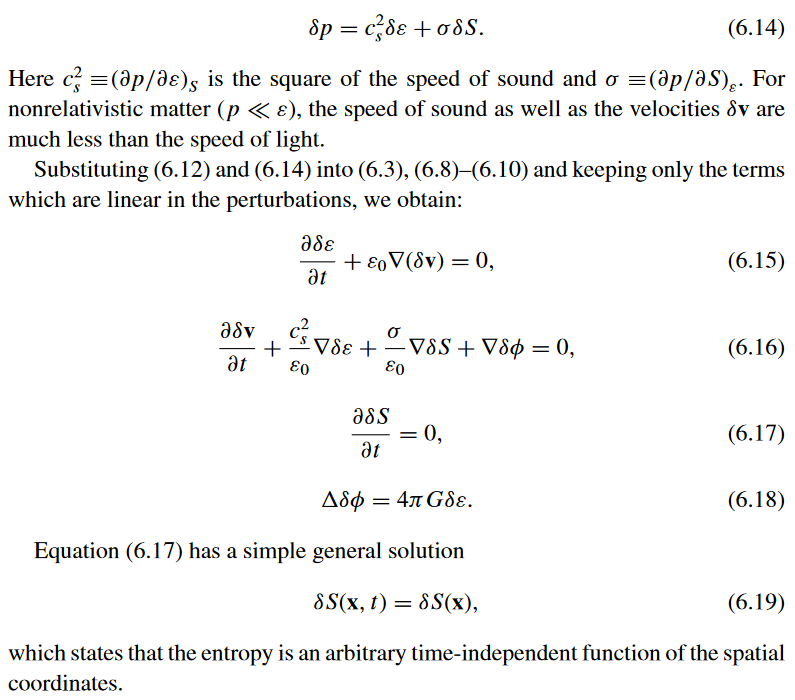 δp = c_s^2 δε + σδS. (6.14)
Here c_s^2 ≡(∂p/∂ε)_S is the square of the speed of sound and σ ≡(∂p/∂S)_ε. For
nonrelativistic matter (p ≪ ε), the speed of sound as well as the velocities δv are
much less than the speed of light.
Substituting (6.12) and (6.14) into (6.3), (6.8)–(6.10) and keeping only the terms
which are linear in the perturbations, we obtain:
∂δε/∂t + ε_0∇(δv) = 0, (6.15)
∂δv/∂t + c_s^2/ε_0 ∇δε + σ/ε_0 ∇δS + ∇δϕ = 0, (6.16)
∂δS/∂t = 0, (6.17)
Δδϕ = 4πGδε. (6.18)
Equation (6.17) has a simple general solution
δS(x, t) = δS(x), (6.19)
which states that the entropy is an arbitrary time-independent function of the spatial
coordinates.